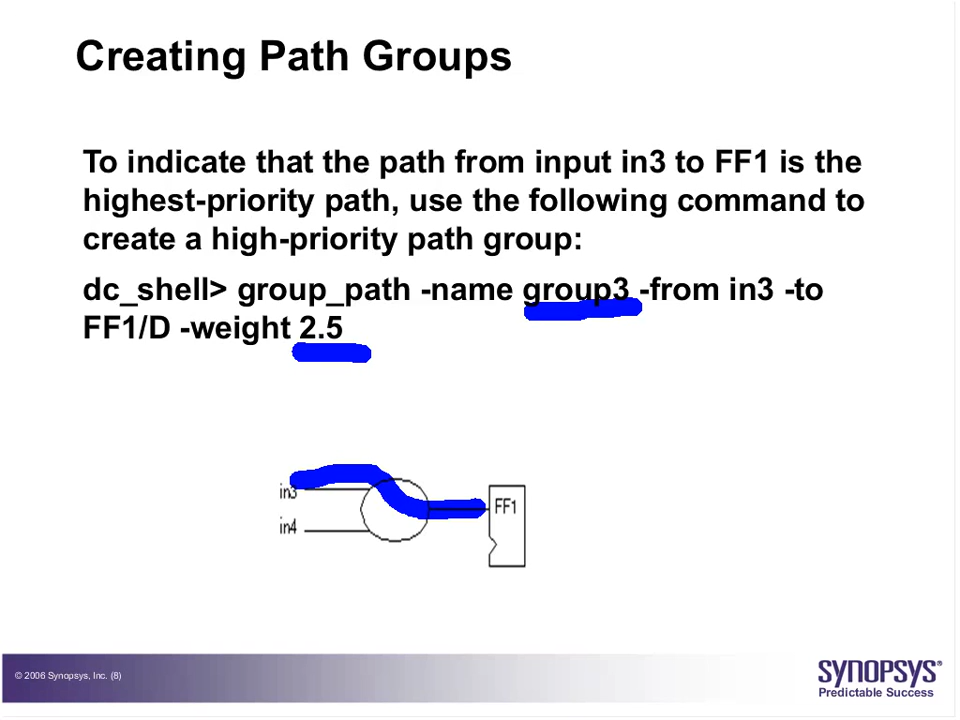 Creating Path Groups
To indicate that the path from input in3 to FF1 is the
highest-priority path, use the following command to
create a high-priority path group:
dc_shell> group_path -name group3 -from in3 -to
FF1/D -weight 2.5
in3
FF1
in4
© 2006 Synopsys, Inc. (8)
SYNOPSYS®
Predictable Success